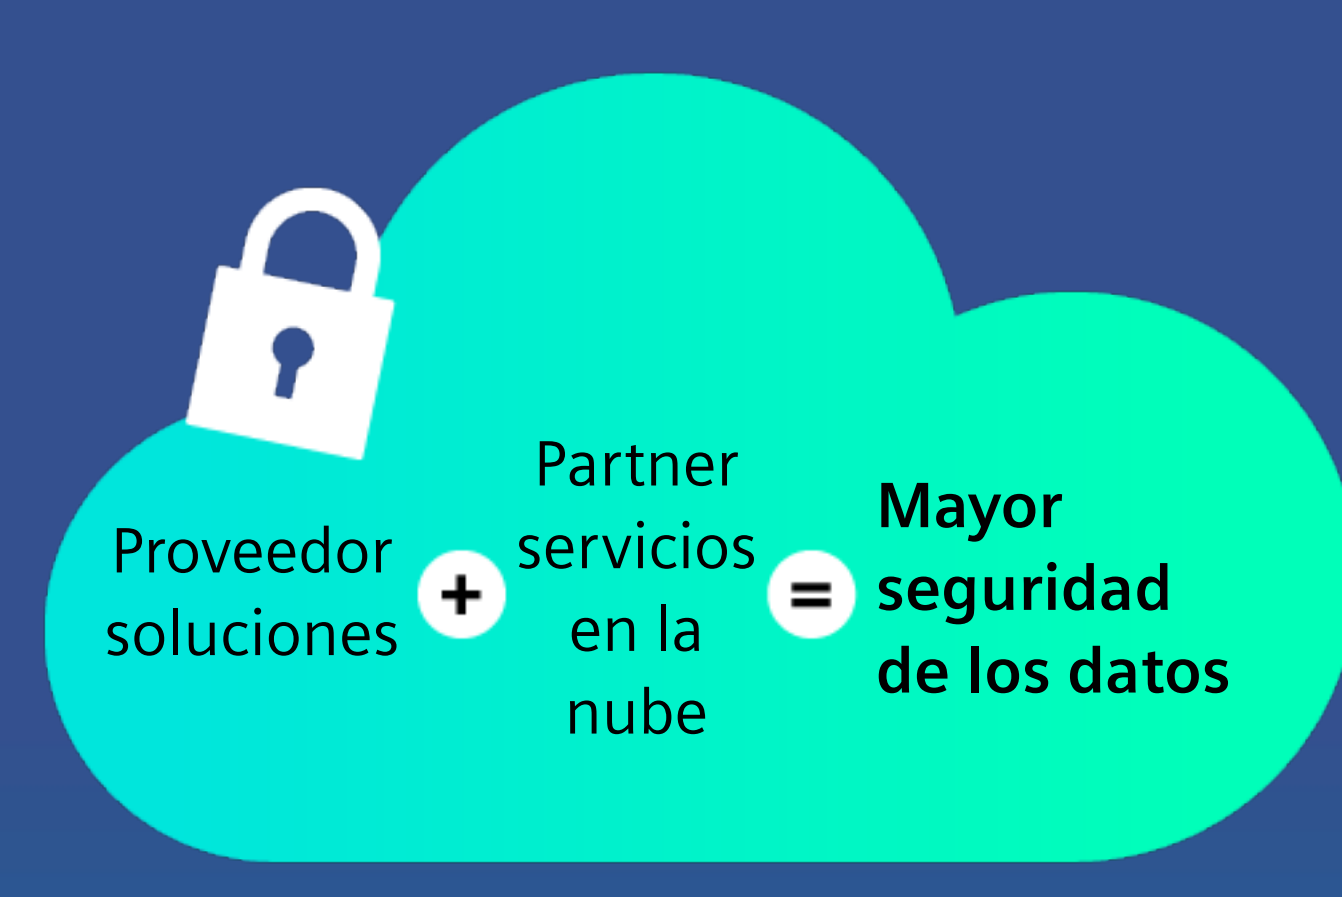 Proveedor
soluciones
+
Partner
servicios
en la
nube
=
Mayor
seguridad
de los datos